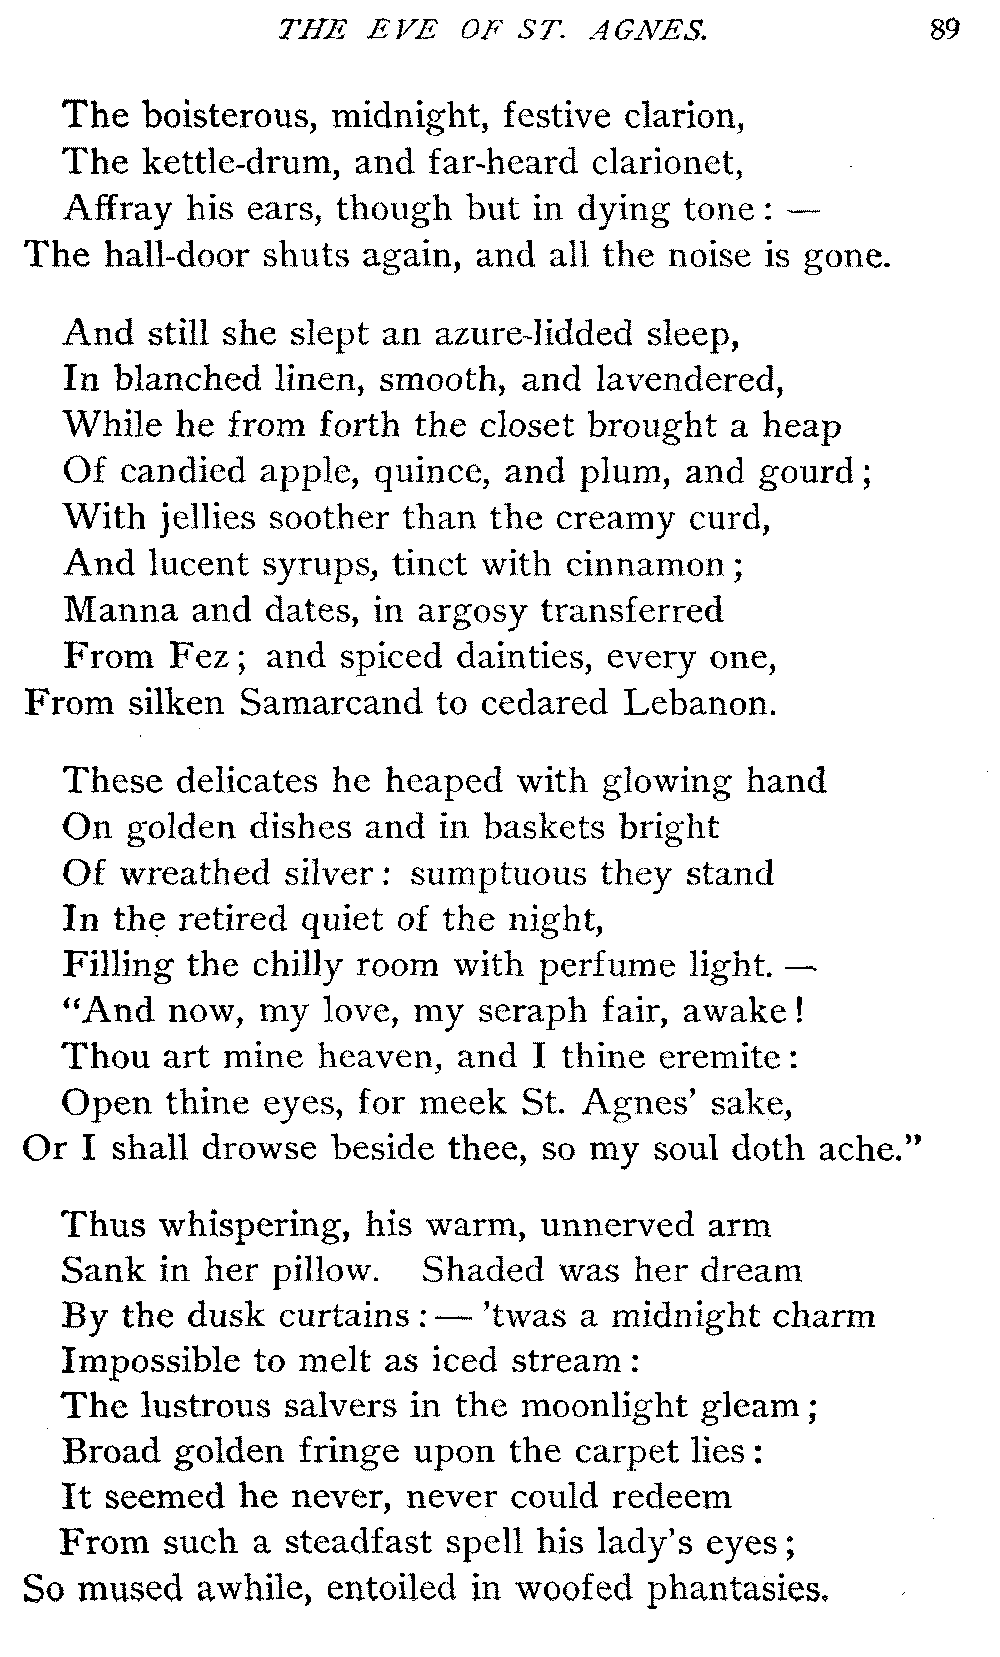 THE EVE OF ST. AGNES. 89
The boisterous, midnight, festive clarion,
The kettle-drum, and far-heard clarionet,
Affray his ears, though but in dying tone : —
The hall-door shuts again, and all the noise is gone.
And still she slept an azure-lidded sleep,
In blanched linen, smooth, and lavendered,
While he from forth the closet brought a heap
Of candied apple, quince, and plum, and gourd ;
With jellies soother than the creamy curd,
And lucent syrups, tinct with cinnamon ;
Manna and dates, in argosy transferred
From Fez ; and spiced dainties, every one,
From silken Samarcand to cedared Lebanon.
These delicates he heaped with glowing hand
On golden dishes and in baskets bright
Of wreathed silver : sumptuous they stand
In the retired quiet of the night,
Filling the chilly room with perfume light. —
“And now, my love, my seraph fair, awake !
Thou art mine heaven, and I thine eremite :
Open thine eyes, for meek St. Agnes’ sake,
Or I shall drowse beside thee, so my soul doth ache.”
Thus whispering, his warm, unnerved arm
Sank in her pillow. Shaded was her dream
By the dusk curtains : — ’twas a midnight charm
Impossible to melt as iced stream :
The lustrous salvers in the moonlight gleam ;
Broad golden fringe upon the carpet lies :
It seemed he never, never could redeem
From such a steadfast spell his lady’s eyes ;
So mused awhile, entoiled in woofed phantasies.